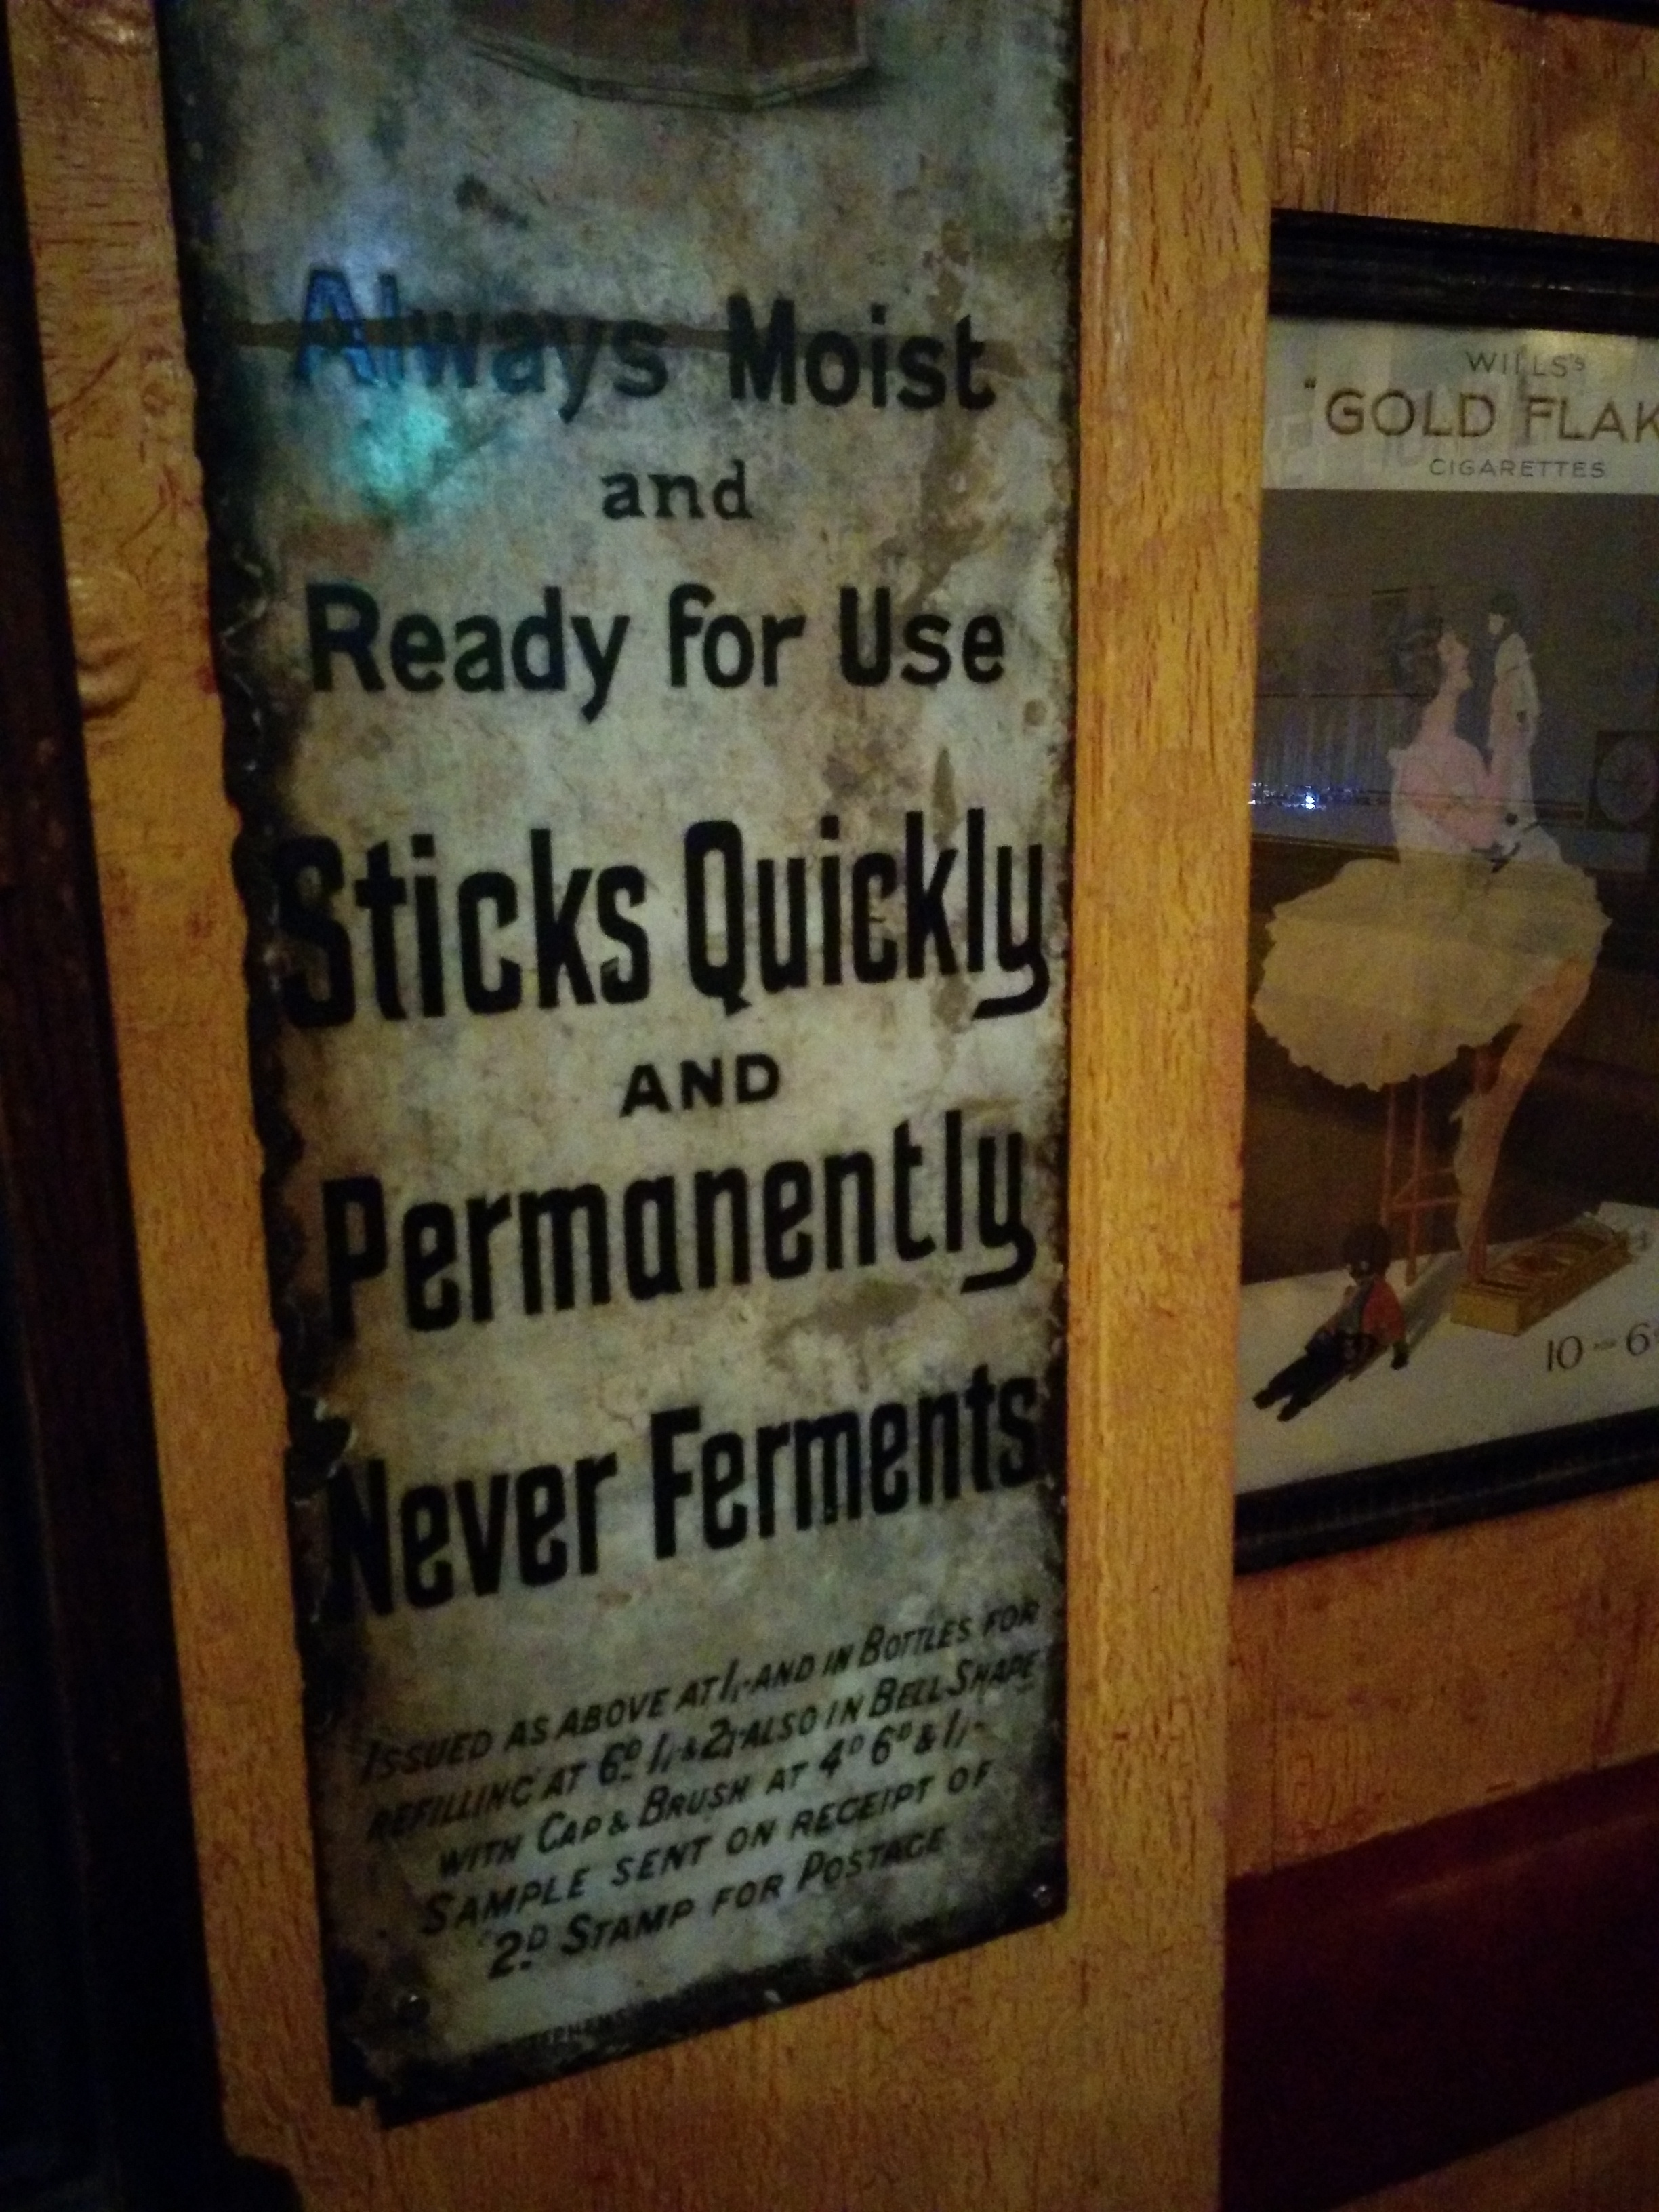 Always Moist
and
Ready for Use
Sticks Quickly
AND
Permanently
Never Ferments
ISSUED AS ABOVE AT 1/- AND IN BOTTLES FOR
REFILLING AT 6D 1/- & 2/- ALSO IN BELL SHAPE
WITH CAP & BRUSH AT 4D 6D & 1/-
SAMPLE SENT ON RECEIPT OF
2D STAMP FOR POSTAGE
WILLS'S
"GOLD FLAK
CIGARETTES
10 FOR 6